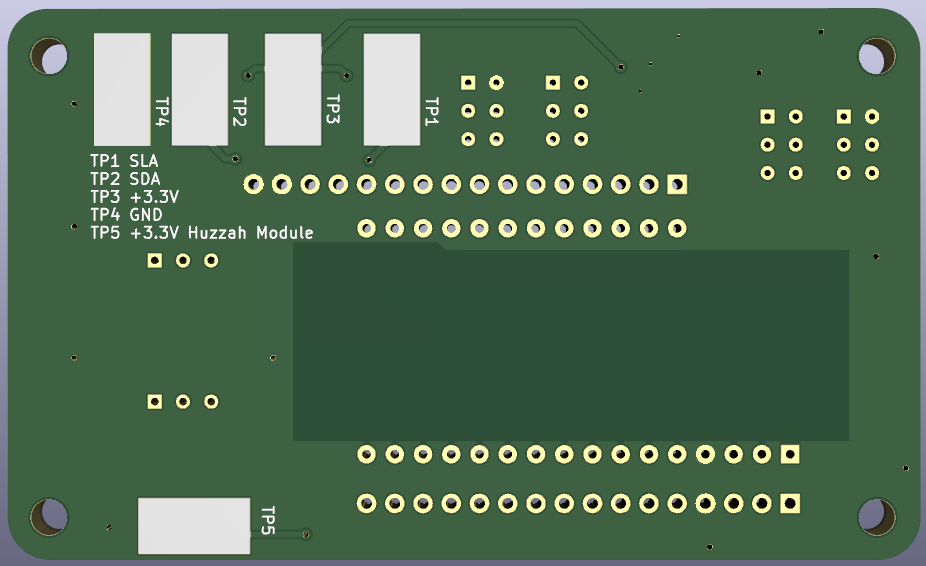 TP4
TP2
TP3
TP1
TP1 SLA
TP2 SDA
TP3 +3.3V
TP4 GND
TP5 +3.3V Huzzah Module
TP5